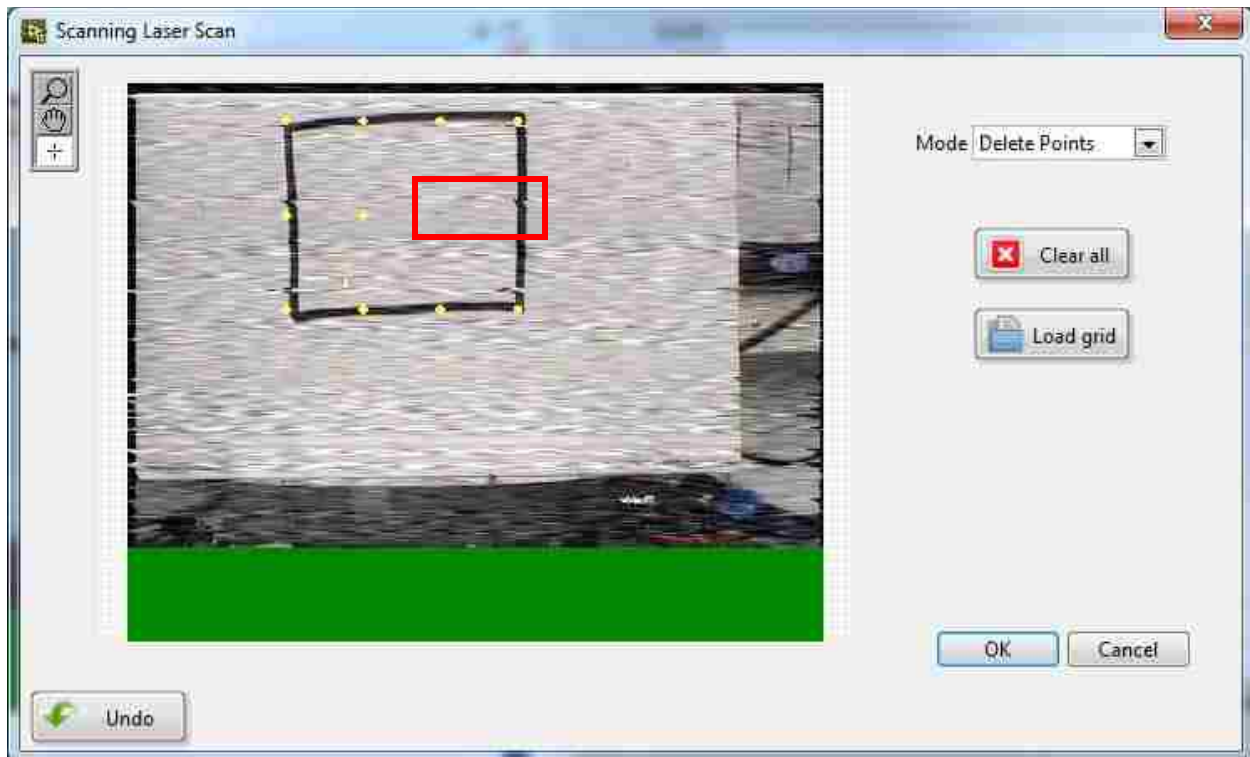 Scanning Laser Scan
Mode Delete Points
Clear all
Load grid
OK Cancel
Undo